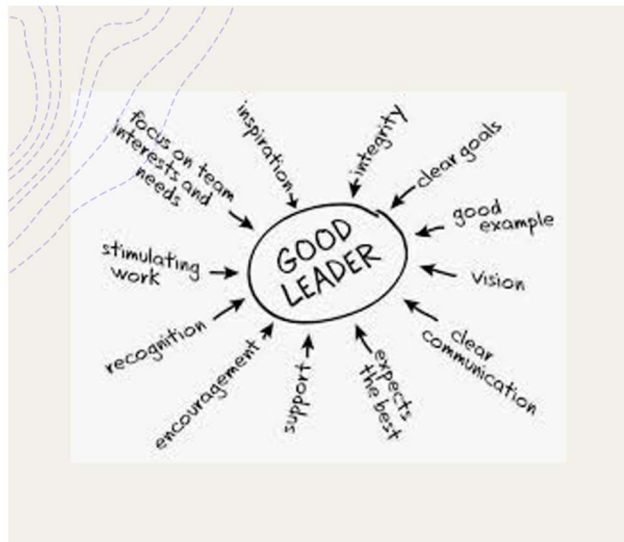 GOOD
LEADER
inspiration
integrity
clear goals
good
example
vision
clear
communication
expects
the best
support
encouragement
recognition
stimulating
work
focus on team
interests and
needs